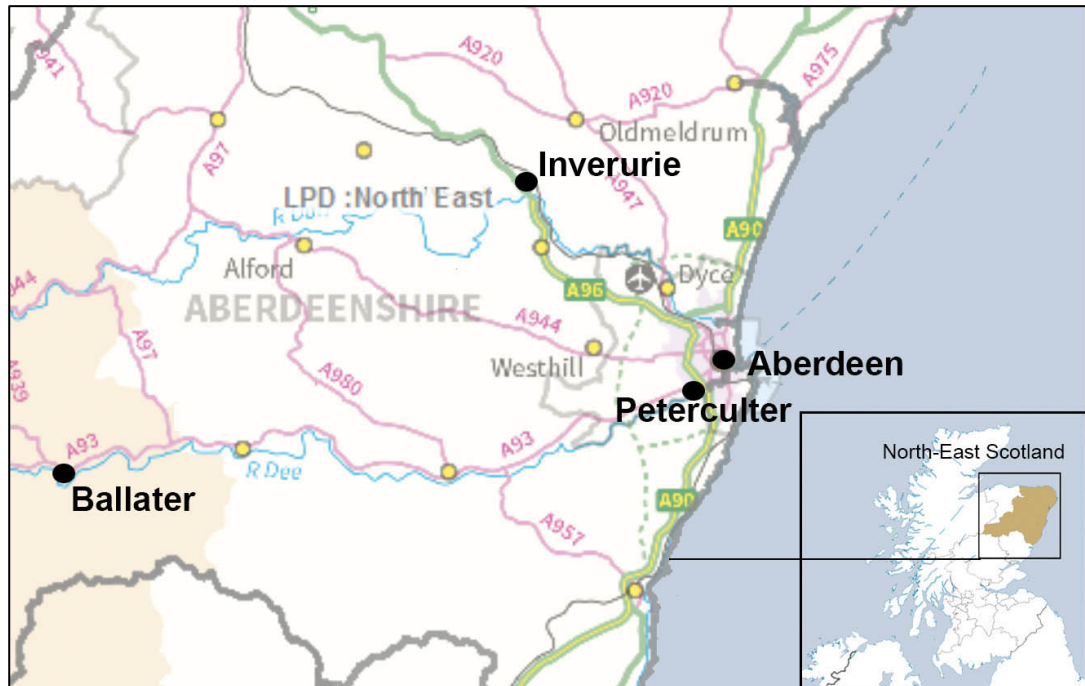 A920
A975
A941
A920
Oldmeldrum
A97
Inverurie
A947
LPD :North East
R Don
A90
Alford
Dyce
A944
A96
ABERDEENSHIRE
A944
A97
Westhill
Aberdeen
A939
A980
Peterculter
A93
A93
North-East Scotland
R Dee
Ballater
A90
A957